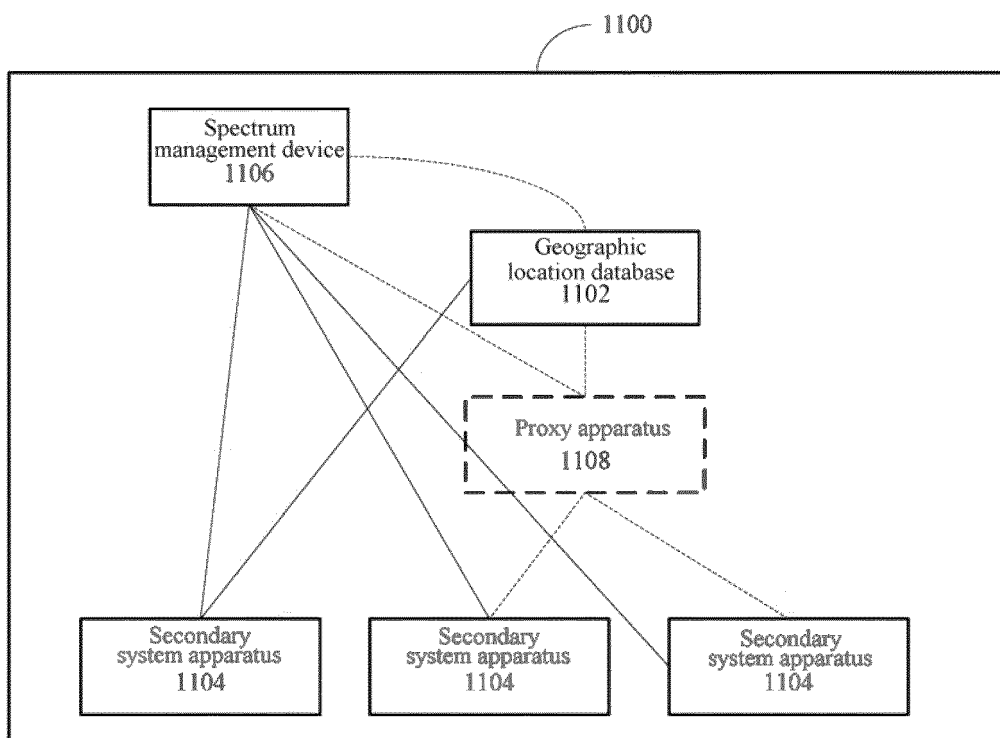 1100
Spectrum
management device
1106
Geographic
location database
1102
Proxy apparatus
1108
Secondary
system apparatus
1104
Secondary
system apparatus
1104
Secondary
system apparatus
1104